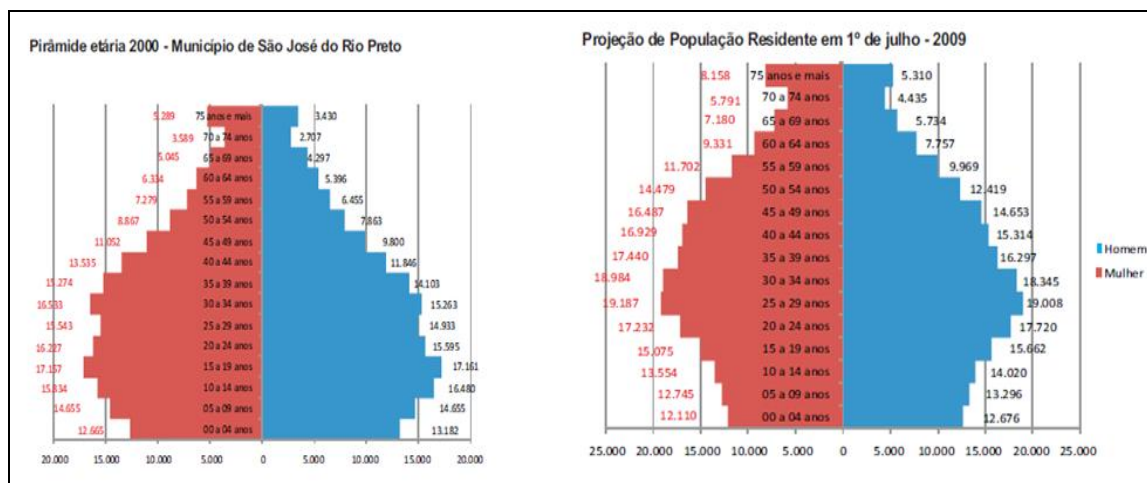 Pirâmide etária 2000 - Município de São José do Rio Preto
5.289 75 anos e mais 3.430
3.589 70 a 74 anos 2.707
5.045 65 a 69 anos 4.297
6.334 60 a 64 anos 5.396
7.279 55 a 59 anos 6.455
8.867 50 a 54 anos 7.863
11.052 45 a 49 anos 9.800
13.535 40 a 44 anos 11.846
15.274 35 a 39 anos 14.103
16.533 30 a 34 anos 15.263
15.543 25 a 29 anos 14.933
16.227 20 a 24 anos 15.595
17.157 15 a 19 anos 17.161
15.834 10 a 14 anos 16.480
14.655 05 a 09 anos 14.655
12.665 00 a 04 anos 13.182
20.000 15.000 10.000 5.000 0 5.000 10.000 15.000 20.000
Projeção de População Residente em 1º de julho - 2009
8.158 75 anos e mais 5.310
5.791 70 a 74 anos 4.435
7.180 65 a 69 anos 5.734
9.331 60 a 64 anos 7.757
11.702 55 a 59 anos 9.969
14.479 50 a 54 anos 12.419
16.487 45 a 49 anos 14.653
16.929 40 a 44 anos 15.314
17.440 35 a 39 anos 16.297
18.984 30 a 34 anos 18.345
19.187 25 a 29 anos 19.008
17.232 20 a 24 anos 17.720
15.075 15 a 19 anos 15.662
13.554 10 a 14 anos 14.020
12.745 05 a 09 anos 13.296
12.110 00 a 04 anos 12.676
25.000 20.000 15.000 10.000 5.000 0 5.000 10.000 15.000 20.000 25.000
Homem
Mulher